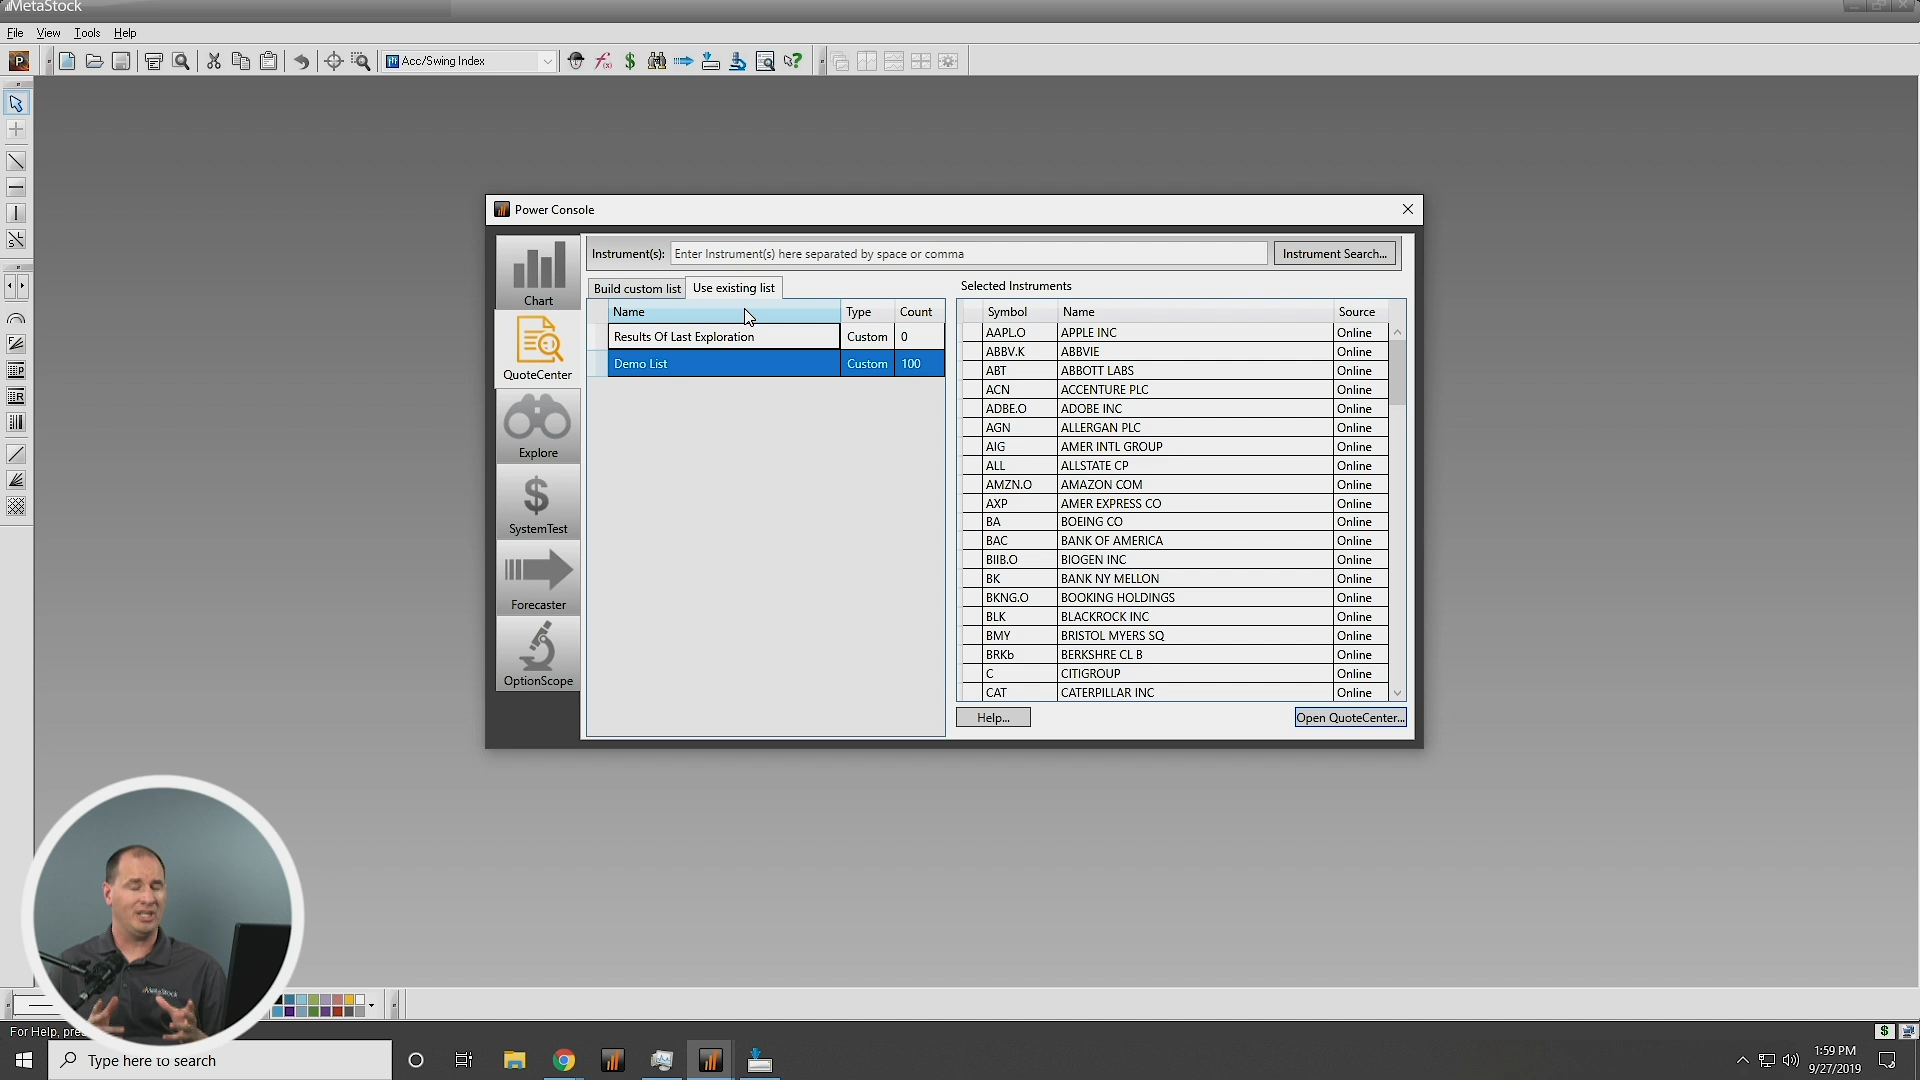 MetaStock
File View Tools Help
P
Acc/Swing Index
Power Console
Instrument(s): Enter Instrument(s) here separated by space or comma Instrument Search...
Build custom list Use existing list Selected Instruments
Name Type Count Symbol Name Source
Results Of Last Exploration Custom 0
Demo List Custom 100
AAPL.O APPLE INC Online
ABBV.K ABBVIE Online
ABT ABBOTT LABS Online
ACN ACCENTURE PLC Online
ADBE.O ADOBE INC Online
AGN ALLERGAN PLC Online
AIG AMER INTL GROUP Online
ALL ALLSTATE CP Online
AMZN.O AMAZON COM Online
AXP AMER EXPRESS CO Online
BA BOEING CO Online
BAC BANK OF AMERICA Online
BIIB.O BIOGEN INC Online
BK BANK NY MELLON Online
BKNG.O BOOKING HOLDINGS Online
BLK BLACKROCK INC Online
BMY BRISTOL MYERS SQ Online
BRKb BERKSHRE CL B Online
C CITIGROUP Online
CAT CATERPILLAR INC Online
Chart
QuoteCenter
Explore
SystemTest
Forecaster
OptionScope
Help... Open QuoteCenter...
MetaStock
For Help, pre
Type here to search
1:59 PM
9/27/2019